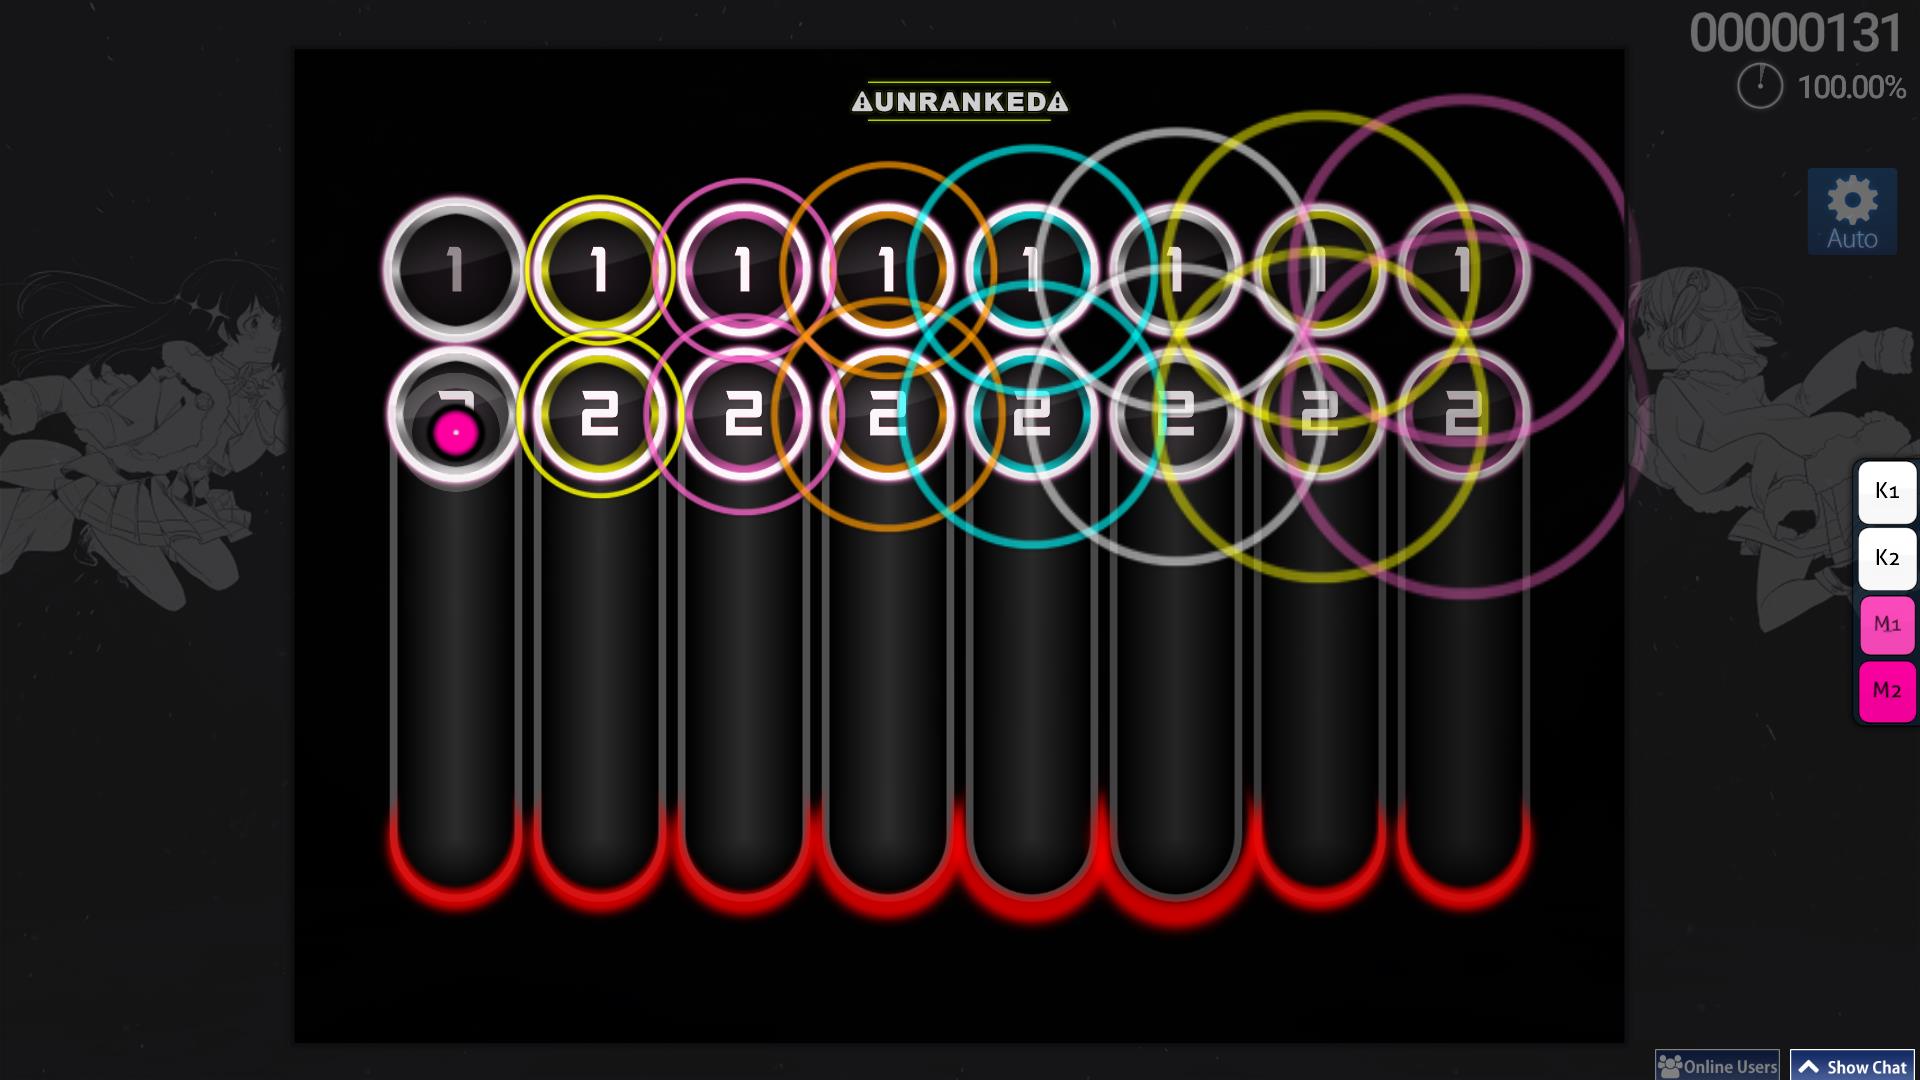 00000131
100.00%
⚠UNRANKED⚠
Auto
1 1 1 1 1 1 1 1
2 2 2 2 2 2 2
K1
K2
M1
M2
Online Users
Show Chat